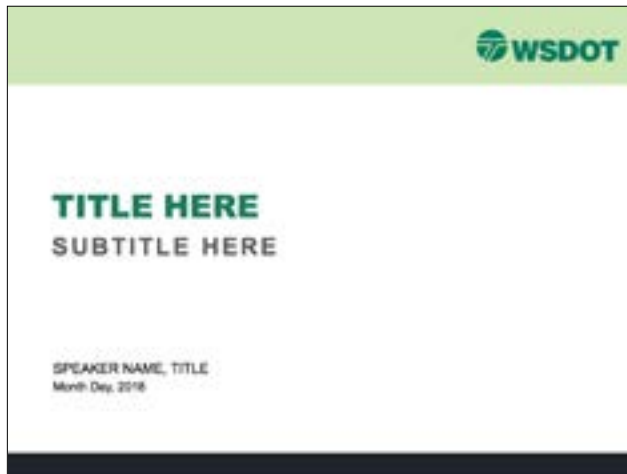 WSDOT
TITLE HERE
SUBTITLE HERE
SPEAKER NAME, TITLE
Month Day, 2018